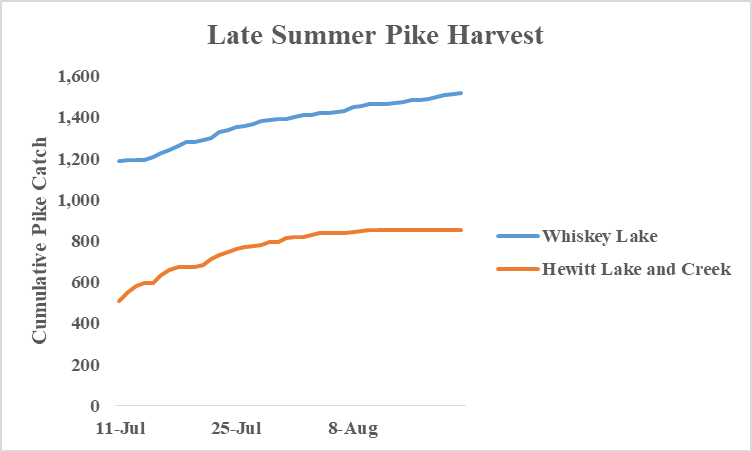 Late Summer Pike Harvest
Cumulative Pike Catch
1,600
1,400
1,200
1,000
800
600
400
200
0
11-Jul 25-Jul 8-Aug
Whiskey Lake
Hewitt Lake and Creek